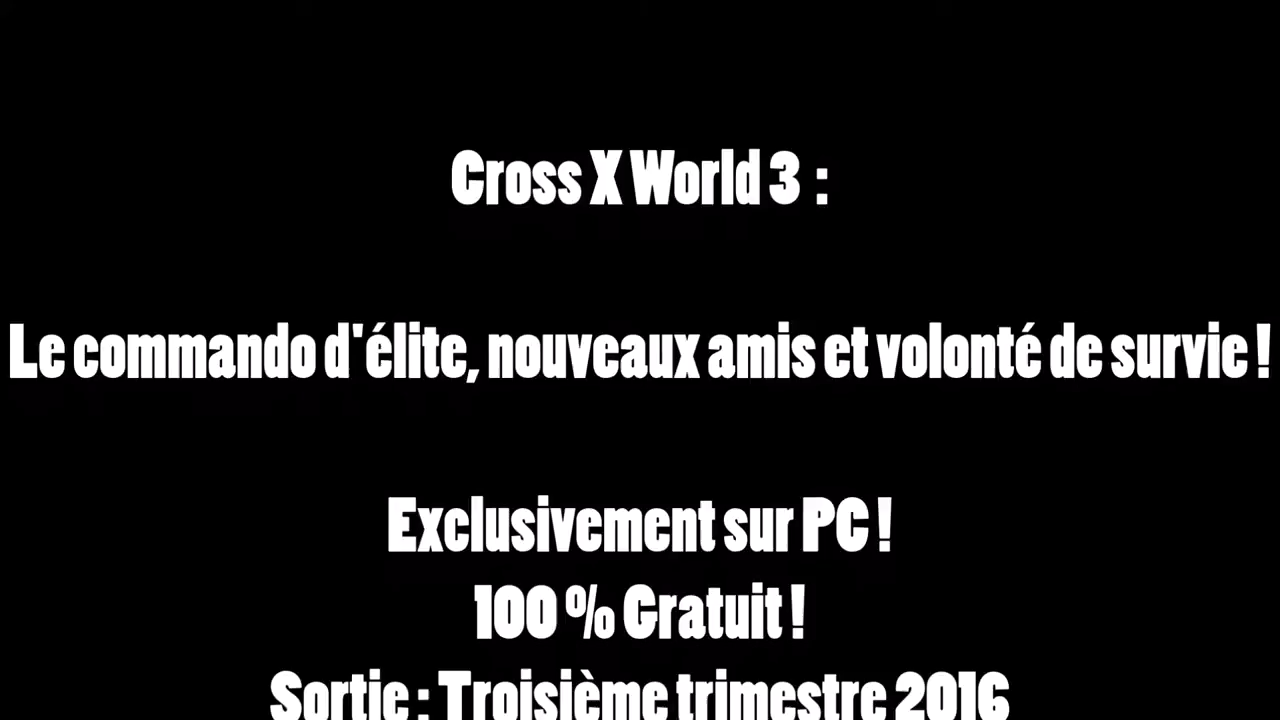 Cross X World 3 :
Le commando d'élite, nouveaux amis et volonté de survie !
Exclusivement sur PC !
100 % Gratuit !
Sortie : Troisième trimestre 2016